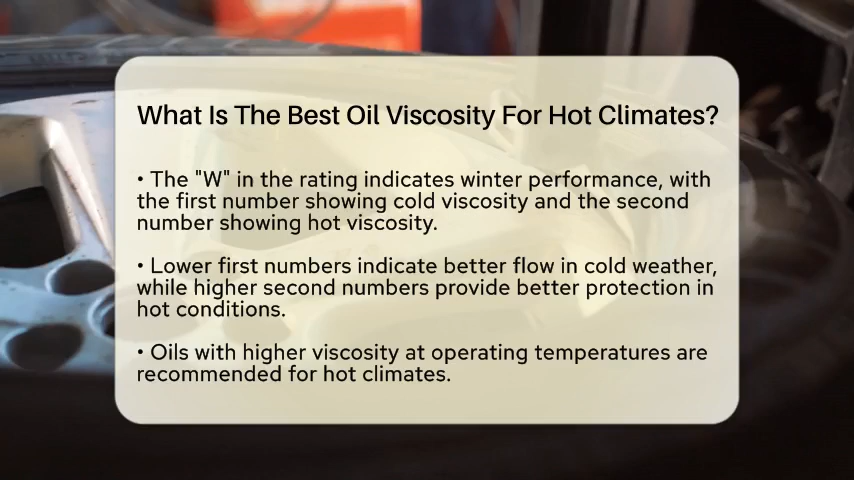 What Is The Best Oil Viscosity For Hot Climates?
• The "W" in the rating indicates winter performance, with
the first number showing cold viscosity and the second
number showing hot viscosity.
• Lower first numbers indicate better flow in cold weather,
while higher second numbers provide better protection in
hot conditions.
• Oils with higher viscosity at operating temperatures are
recommended for hot climates.